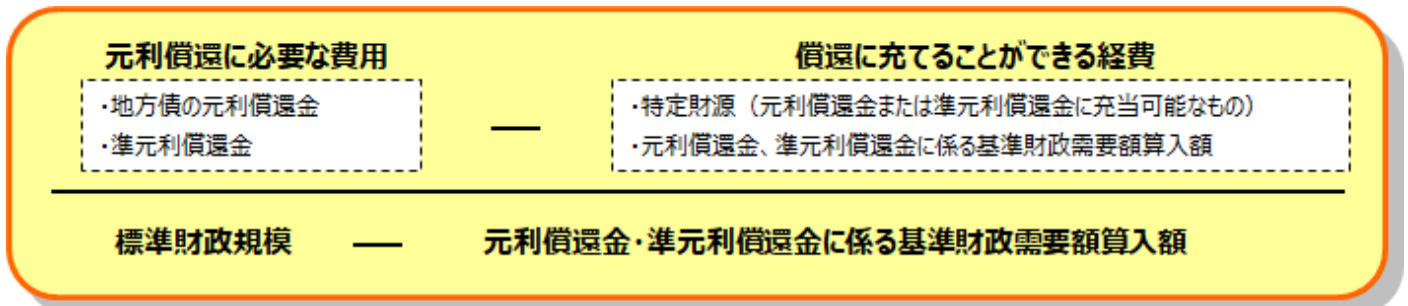 元利償還に必要な費用
償還に充てることができる経費
・地方債の元利償還金
・準元利償還金
―
・特定財源（元利償還金または準元利償還金に充当可能なもの）
・元利償還金、準元利償還金に係る基準財政需要額算入額
標準財政規模 ― 元利償還金・準元利償還金に係る基準財政需要額算入額